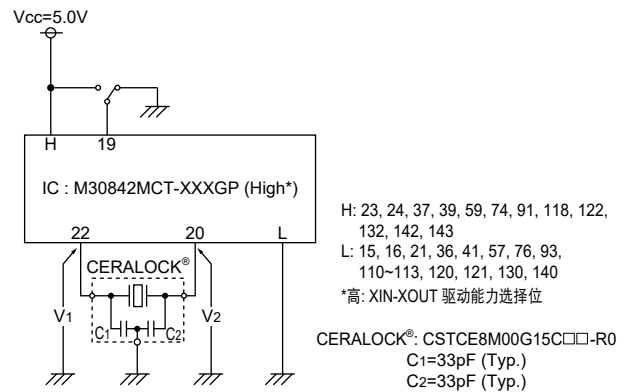 Vcc=5.0V
H 19
IC : M30842MCT-XXXGP (High*)
22 20 L
CERALOCK®
V1 C1 C2 V2
H: 23, 24, 37, 39, 59, 74, 91, 118, 122,
132, 142, 143
L: 15, 16, 21, 36, 41, 57, 76, 93,
110~113, 120, 121, 130, 140
*高: XIN-XOUT 驱动能力选择位
CERALOCK®: CSTCE8M00G15C□□-R0
C1=33pF (Typ.)
C2=33pF (Typ.)